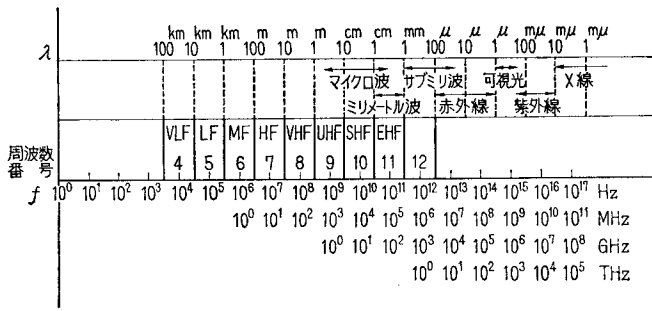 km km km m m m cm cm mm μ μ μ mμ mμ mμ
λ 100 10 1 100 10 1 10 1 1 100 10 1 100 10 1
マイクロ波 サブミリ波 可視光 X線
ミリメートル波 赤外線 紫外線
VLF LF MF HF VHF UHF SHF EHF
周波数番号 4 5 6 7 8 9 10 11 12
f 10⁰ 10¹ 10² 10³ 10⁴ 10⁵ 10⁶ 10⁷ 10⁸ 10⁹ 10¹⁰ 10¹¹ 10¹² 10¹³ 10¹⁴ 10¹⁵ 10¹⁶ 10¹⁷ Hz
10⁰ 10¹ 10² 10³ 10⁴ 10⁵ 10⁶ 10⁷ 10⁸ 10⁹ 10¹⁰ 10¹¹ MHz
10⁰ 10¹ 10² 10³ 10⁴ 10⁵ 10⁶ 10⁷ 10⁸ GHz
10⁰ 10¹ 10² 10³ 10⁴ 10⁵ THz